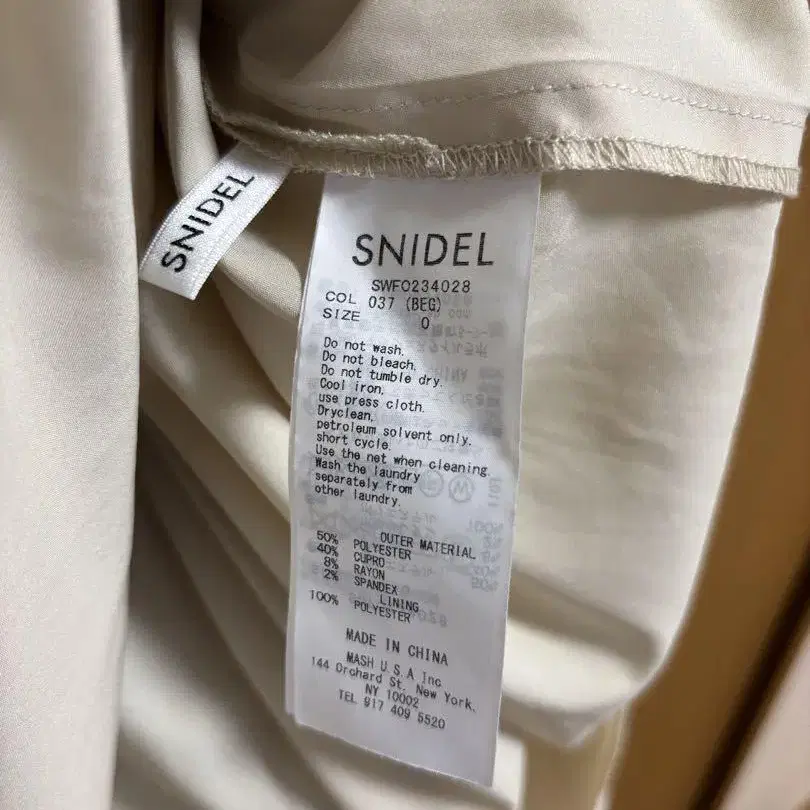 SNIDEL
SNIDEL
SWFO234028
COL 037 (BEG)
SIZE 0
Do not wash.
Do not bleach.
Do not tumble dry.
Cool iron,
use press cloth.
Dryclean,
petroleum solvent only.
short cycle.
Use the net when cleaning.
Wash the laundry
separately from
other laundry.
OUTER MATERIAL
50% POLYESTER
40% CUPRO
8% RAYON
2% SPANDEX
LINING
100% POLYESTER
MADE IN CHINA
MASH U.S.A Inc
144 Orchard St. New York.
NY 10002
TEL 917 409 5520